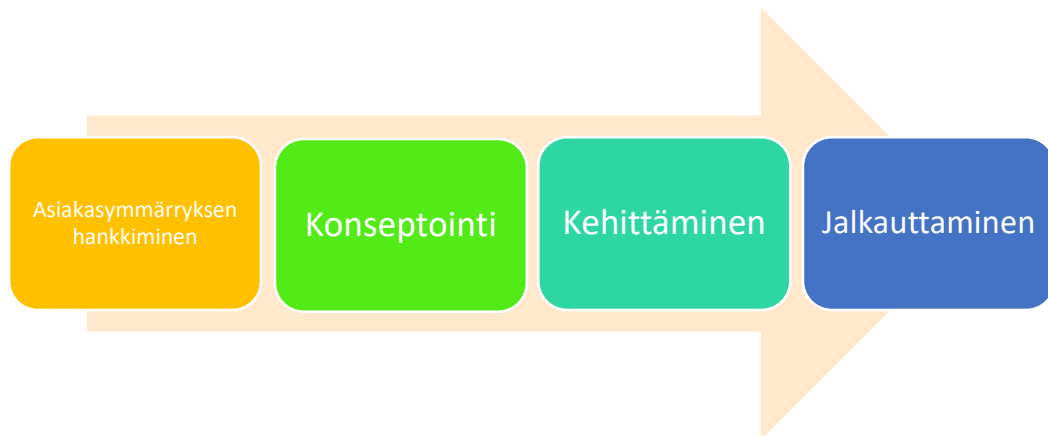 Asiakasymmärryksen
hankkiminen
Konseptointi
Kehittäminen
Jalkauttaminen